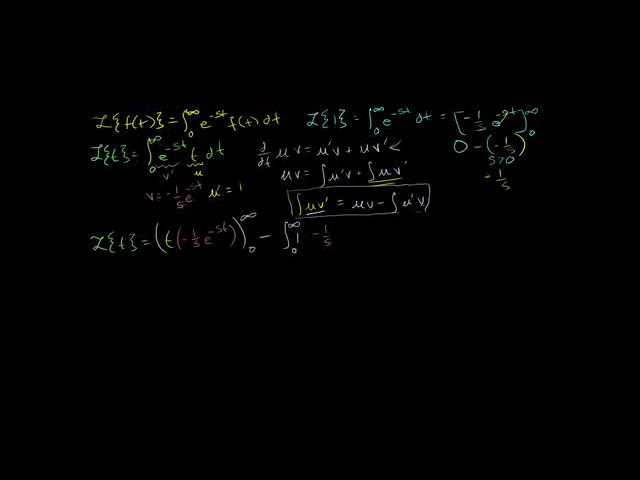 ℒ{f(t)} = ∫₀^∞ e^{-st} f(t) dt
ℒ{1} = ∫₀^∞ e^{-st} dt = [-1/s e^{-st}]₀^∞
0 - (-1/s)
s>0
-1/s
ℒ{t} = ∫₀^∞ e^{-st} t dt
v' u
v = -1/s e^{-st} u' = 1
d/dt uv = u'v + uv'
uv = ∫u'v + ∫uv'
∫uv' = uv - ∫u'v
ℒ{t} = (t(-1/s e^{-st}))₀^∞ - ∫₀^∞ 1 · -1/s